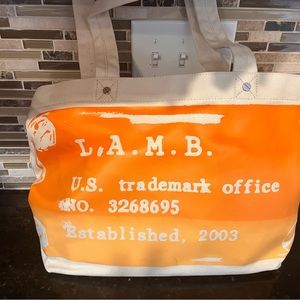 L.A.M.B.
U.S. trademark office
NO. 3268695
Established, 2003